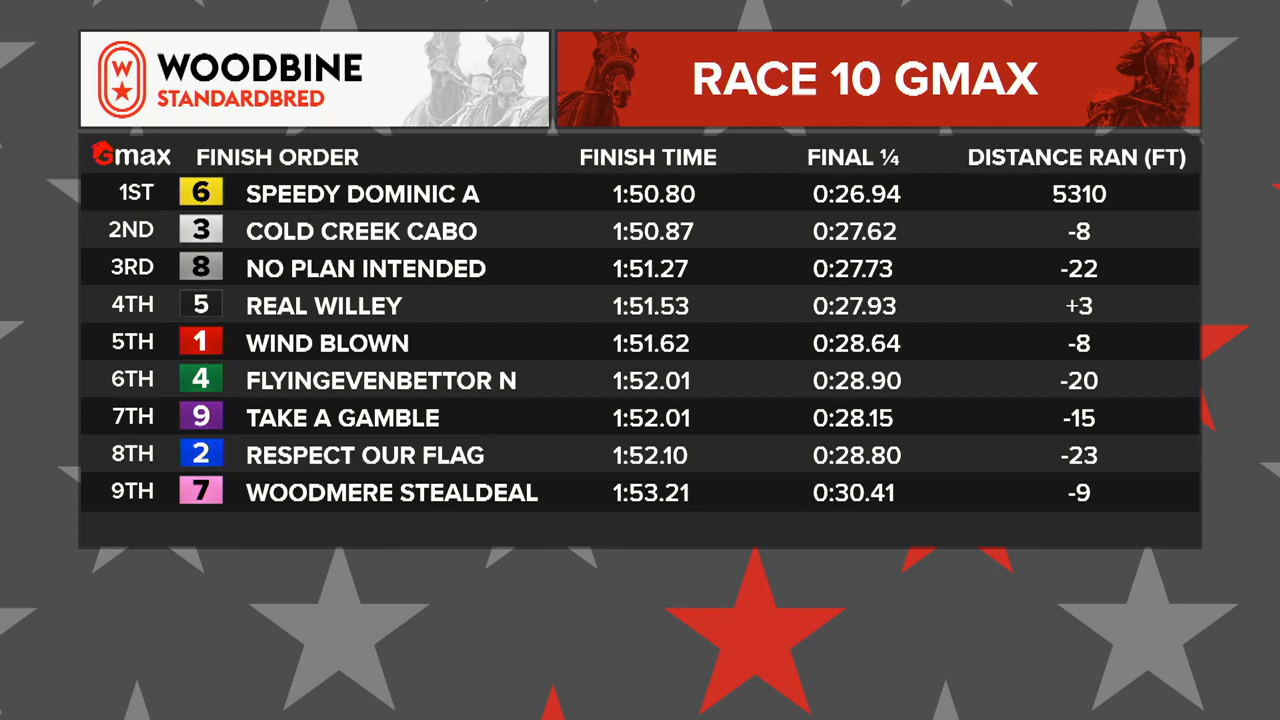 W
WOODBINE
STANDARDBRED
RACE 10 GMAX
Gmax FINISH ORDER FINISH TIME FINAL ¼ DISTANCE RAN (FT)
1ST 6 SPEEDY DOMINIC A 1:50.80 0:26.94 5310
2ND 3 COLD CREEK CABO 1:50.87 0:27.62 -8
3RD 8 NO PLAN INTENDED 1:51.27 0:27.73 -22
4TH 5 REAL WILLEY 1:51.53 0:27.93 +3
5TH 1 WIND BLOWN 1:51.62 0:28.64 -8
6TH 4 FLYINGEVENBETTOR N 1:52.01 0:28.90 -20
7TH 9 TAKE A GAMBLE 1:52.01 0:28.15 -15
8TH 2 RESPECT OUR FLAG 1:52.10 0:28.80 -23
9TH 7 WOODMERE STEALDEAL 1:53.21 0:30.41 -9